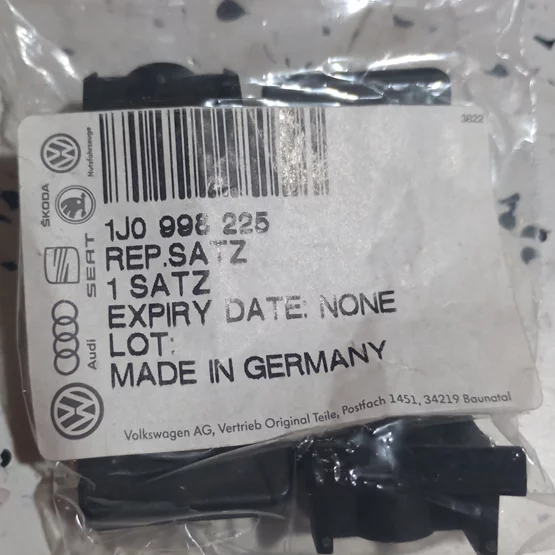 3822
Nutzfahrzeuge
ŠKODA
SEAT
Audi
1J0 998 225
REP.SATZ
1 SATZ
EXPIRY DATE: NONE
LOT:
MADE IN GERMANY
Volkswagen AG, Vertrieb Original Teile, Postfach 1451, 34219 Baunatal